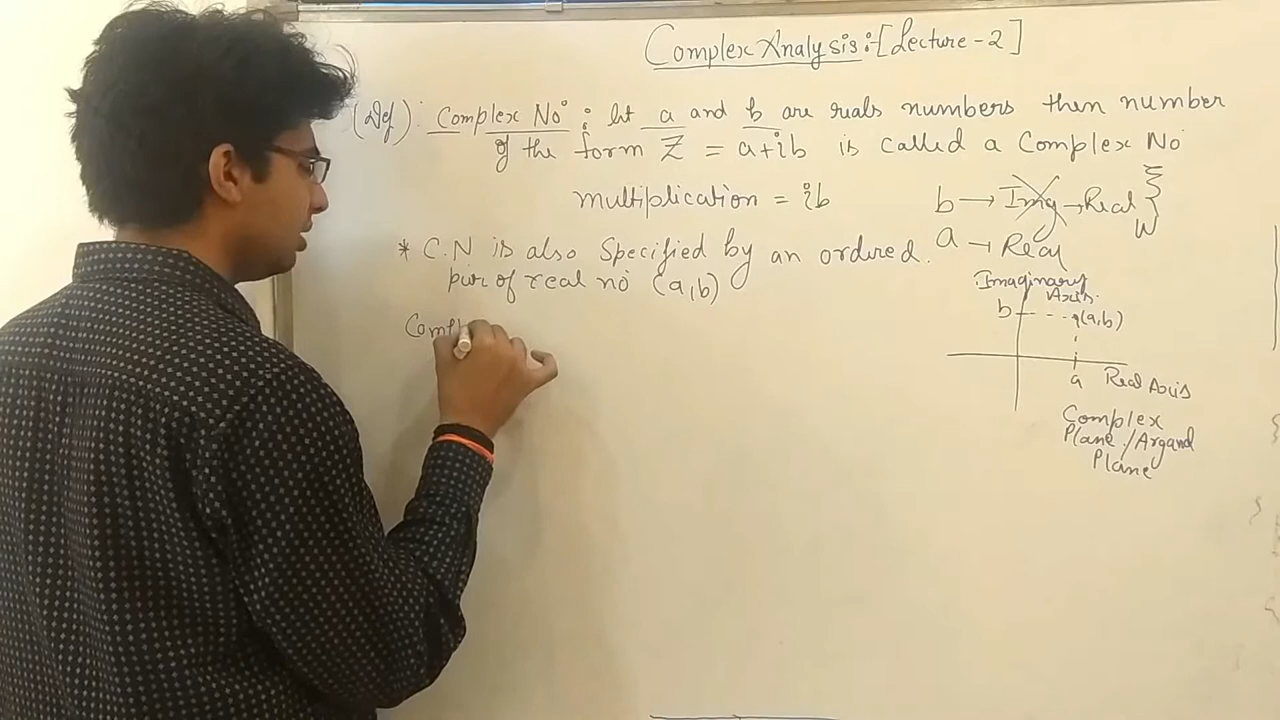 Complex Analysis :- [Lecture - 2]
(Def) : Complex No : let a and b are reals numbers then number
of the form Z = a+ib is called a Complex No
multiplication = ib
b → Img → Real
a → Real
* C.N is also Specified by an ordered.
pair of real no (a,b)
Imaginary
Axis.
b
(a,b)
a Real Axis
Complex
Plane / Argand
Plane
Comp